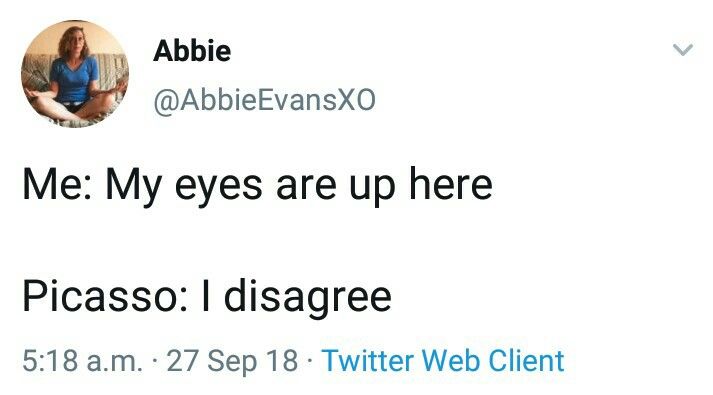 Abbie
@AbbieEvansXO
Me: My eyes are up here
Picasso: I disagree
5:18 a.m. · 27 Sep 18 · Twitter Web Client